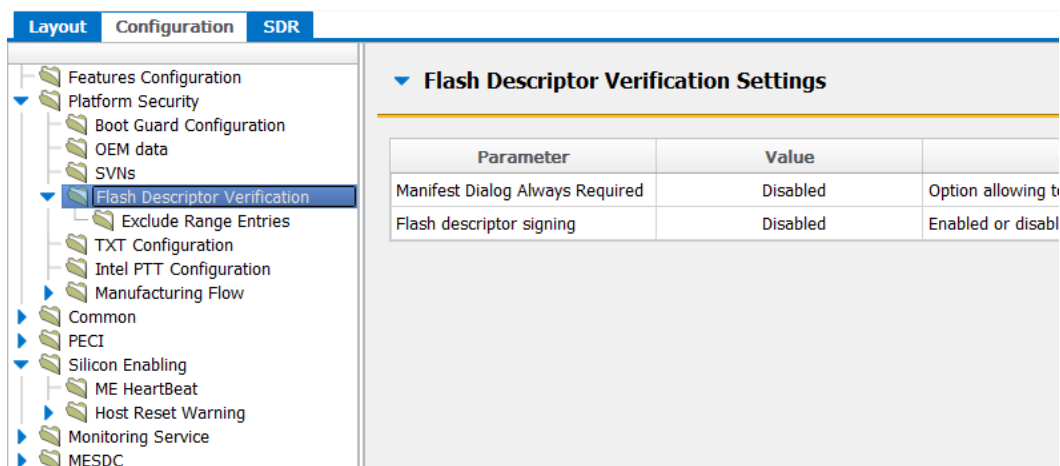 Layout Configuration SDR
Features Configuration
Platform Security
Boot Guard Configuration
OEM data
SVNs
Flash Descriptor Verification
Exclude Range Entries
TXT Configuration
Intel PTT Configuration
Manufacturing Flow
Common
PECI
Silicon Enabling
ME HeartBeat
Host Reset Warning
Monitoring Service
MESDC
Flash Descriptor Verification Settings
Parameter Value
Manifest Dialog Always Required Disabled Option allowing
Flash descriptor signing Disabled Enabled or